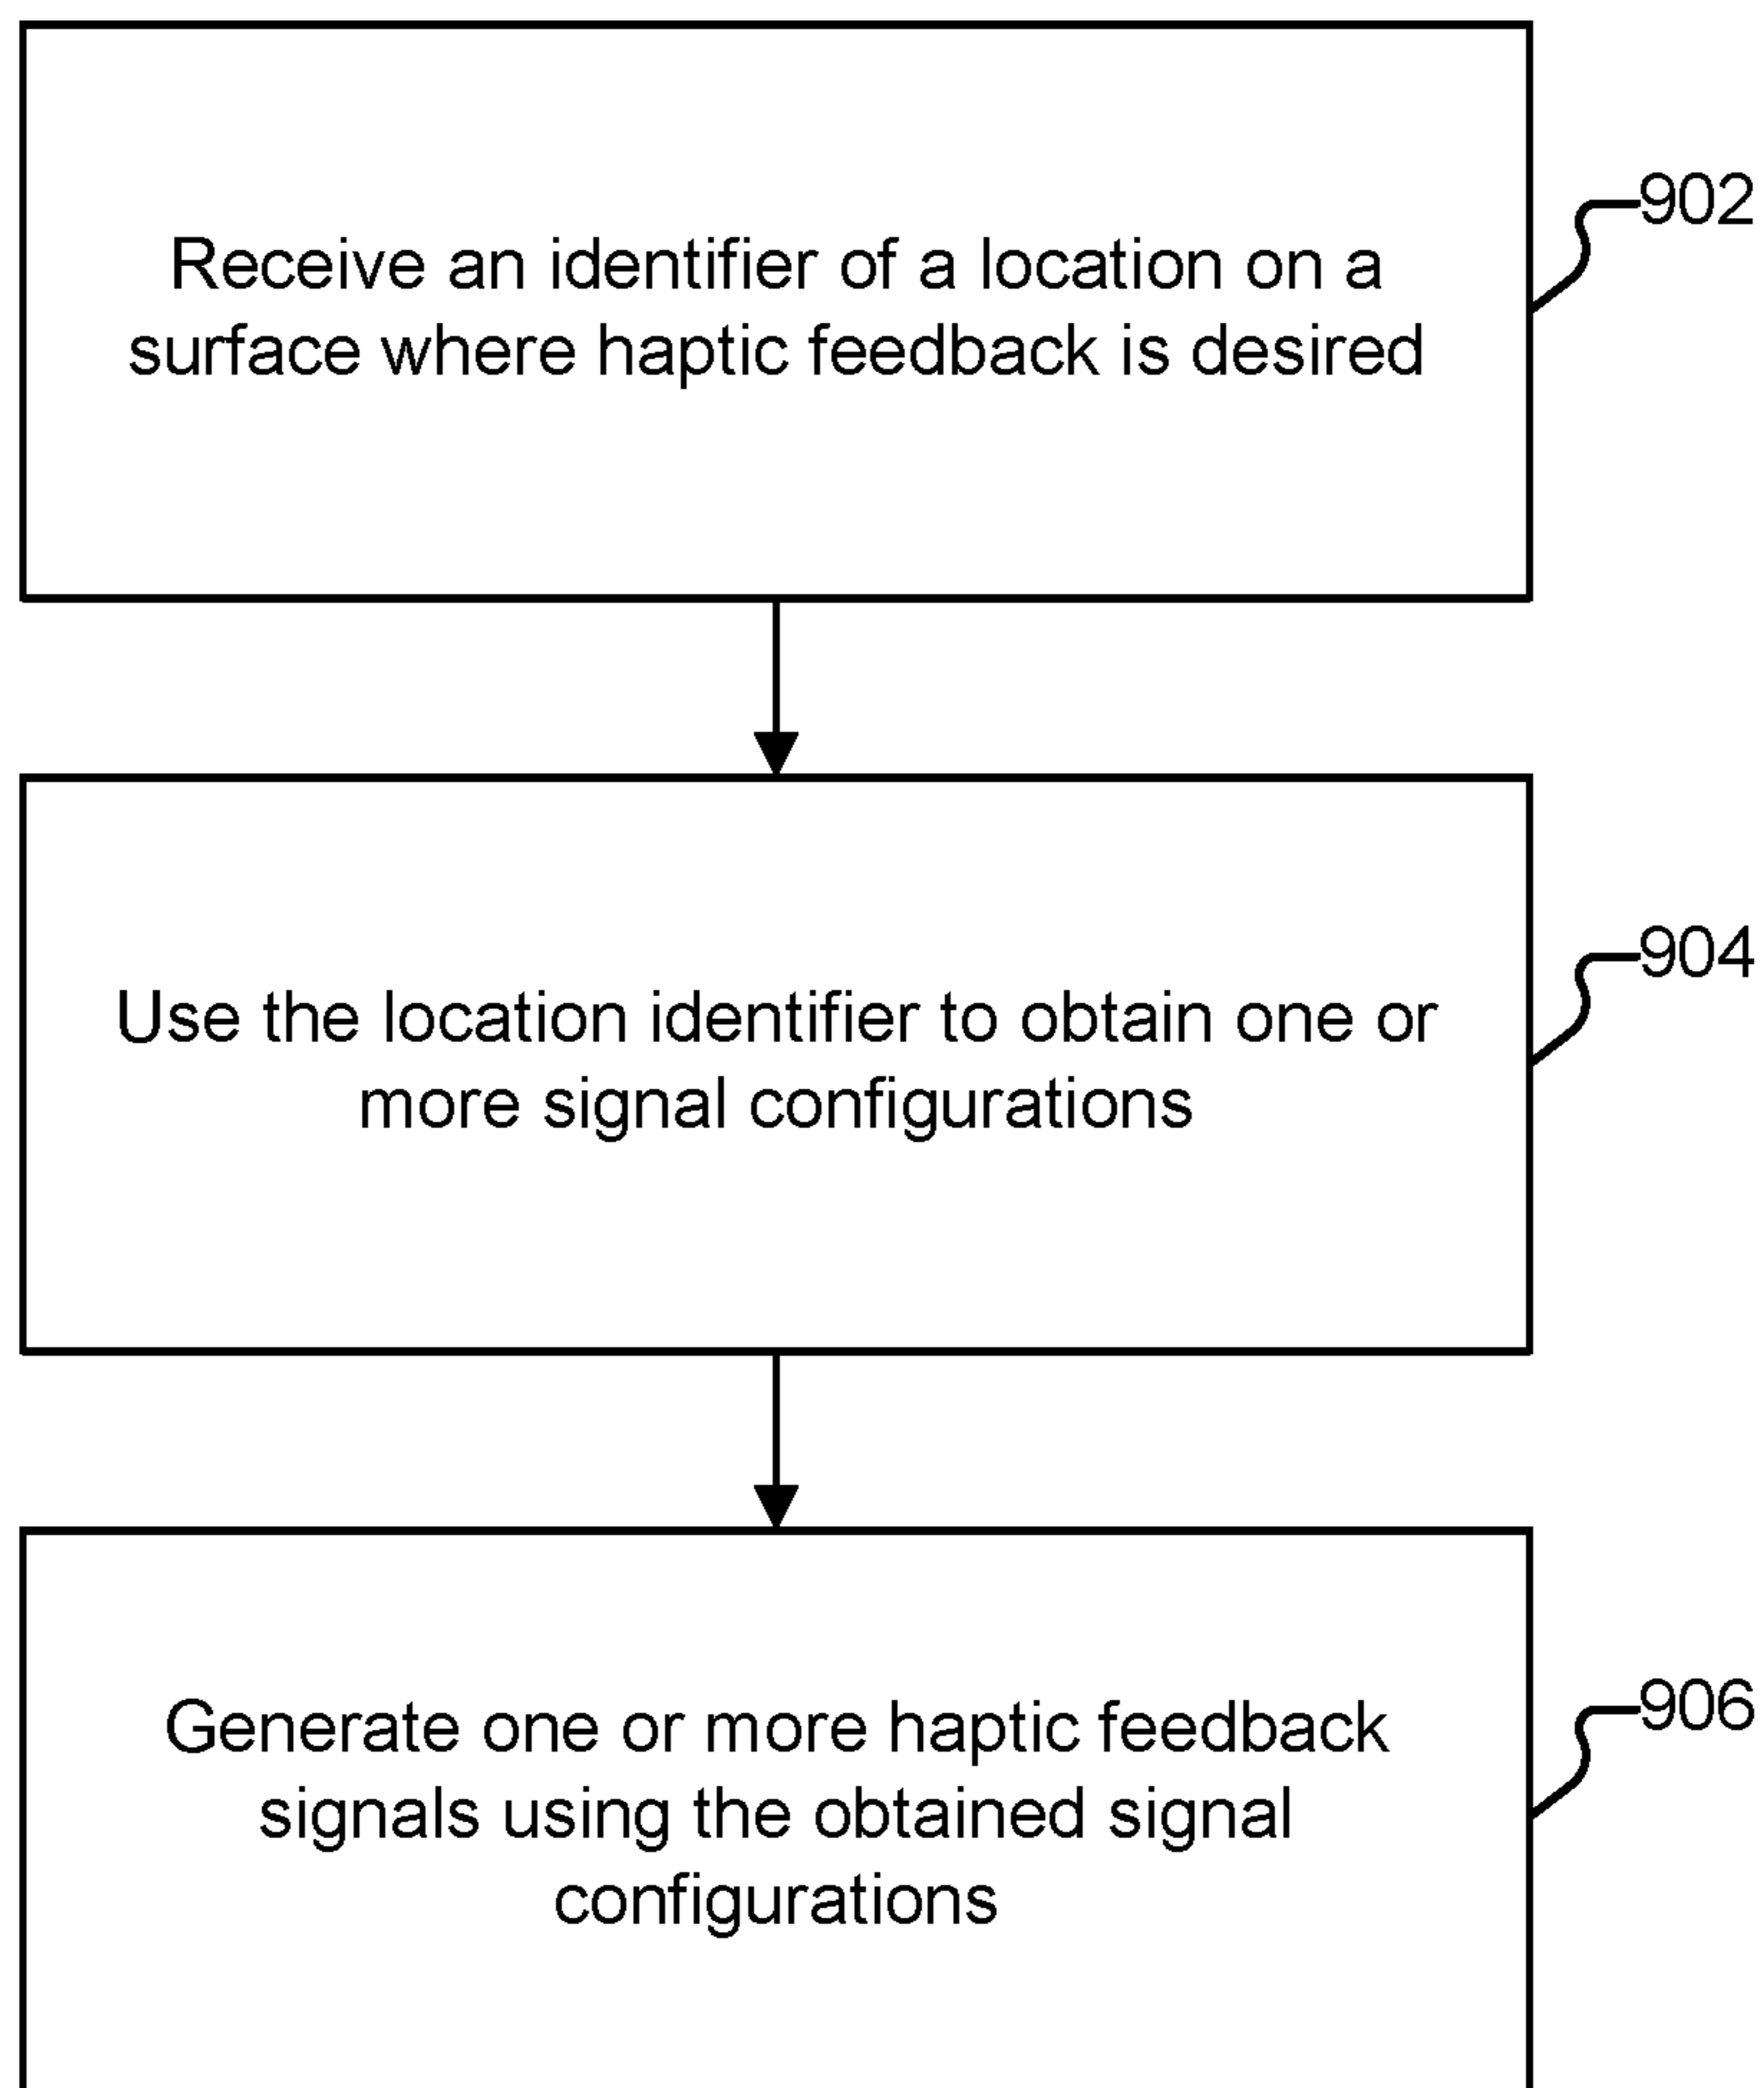 902
Receive an identifier of a location on a
surface where haptic feedback is desired
904
Use the location identifier to obtain one or
more signal configurations
906
Generate one or more haptic feedback
signals using the obtained signal
configurations